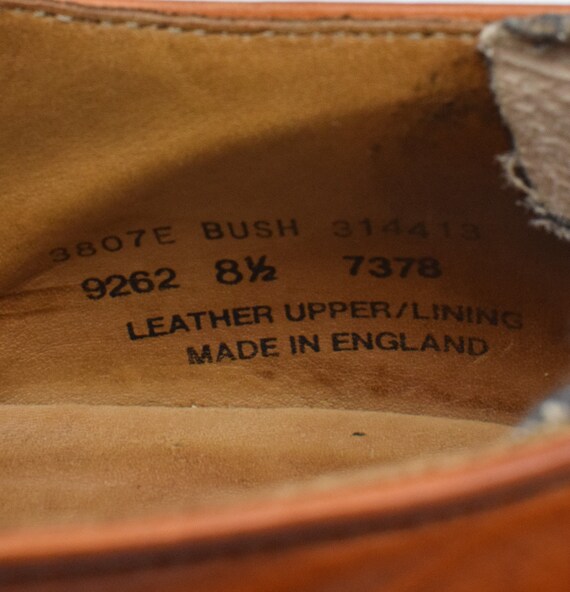 3807E BUSH 314413
9262 8½ 7378
LEATHER UPPER/LINING
MADE IN ENGLAND